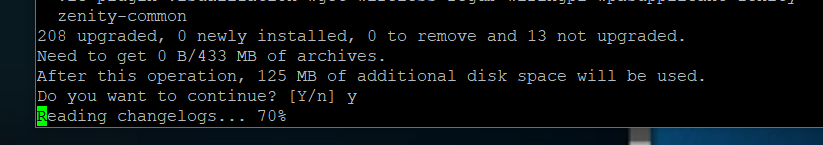 zenity-common
208 upgraded, 0 newly installed, 0 to remove and 13 not upgraded.
Need to get 0 B/433 MB of archives.
After this operation, 125 MB of additional disk space will be used.
Do you want to continue? [Y/n] y
Reading changelogs... 70%